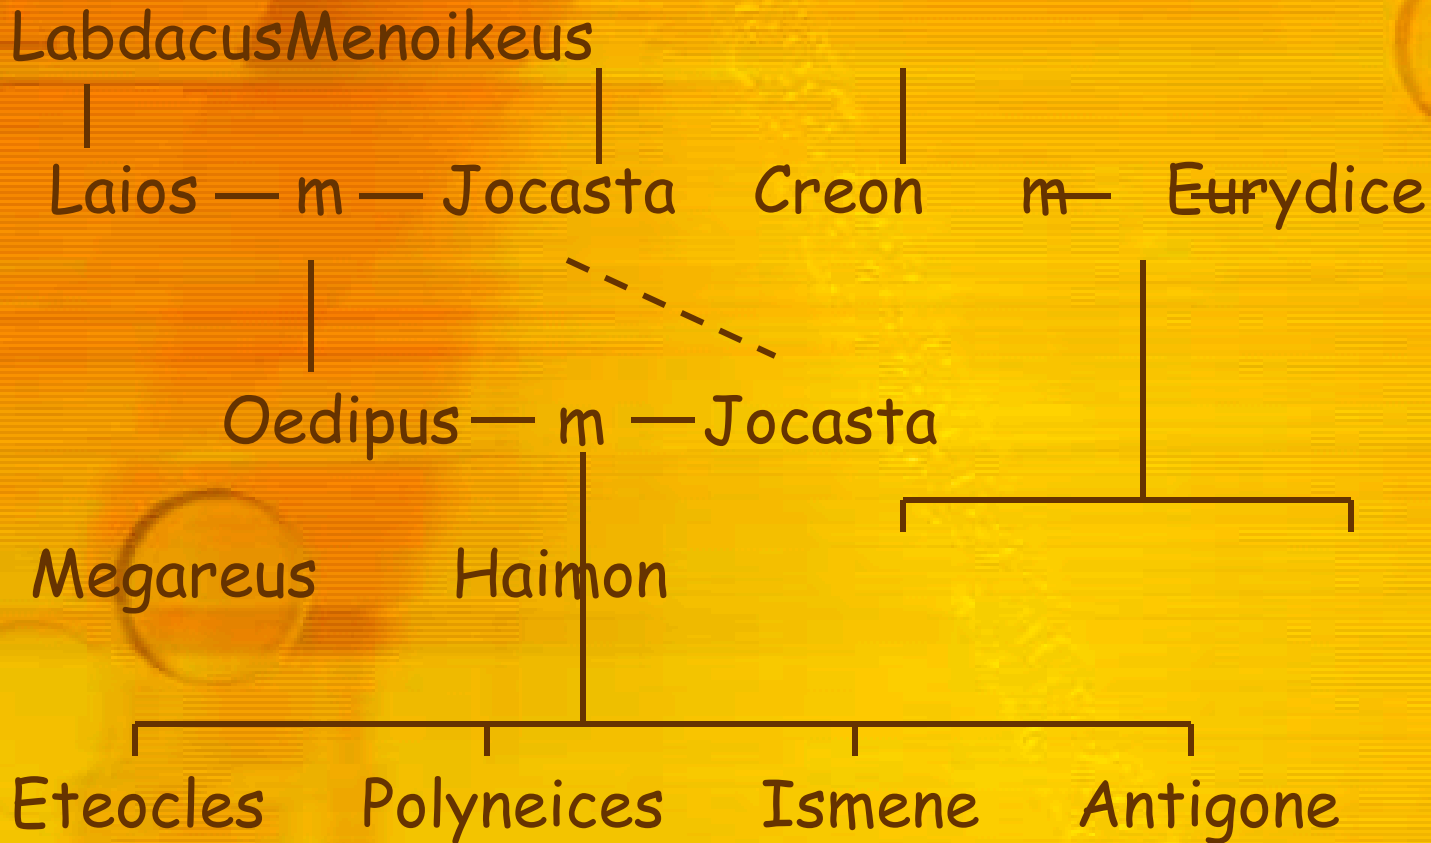 LabdacusMenoikeus
Laios m Jocasta Creon m Eurydice
Oedipus m Jocasta
Megareus Haimon
Eteocles Polyneices Ismene Antigone